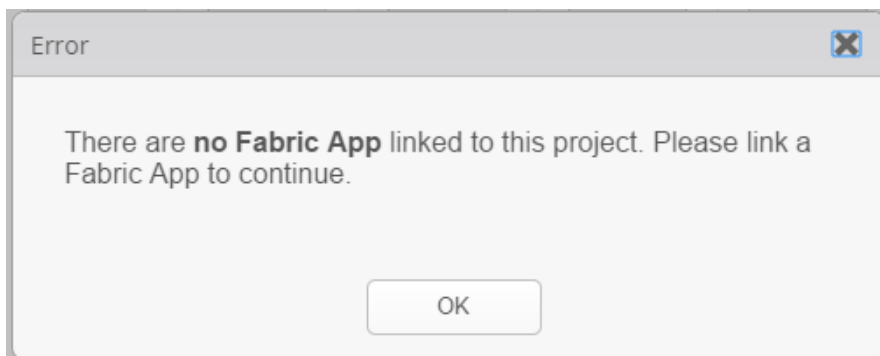 Error
There are no Fabric App linked to this project. Please link a
Fabric App to continue.
OK